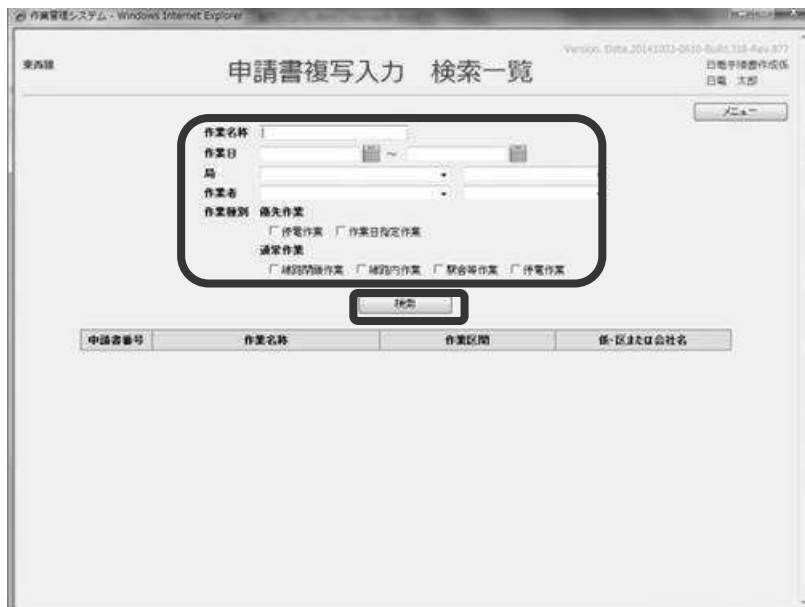 作業管理システム - Windows Internet Explorer
東西線
申請書複写入力 検索一覧
日電 太郎
メニュー
作業名称
作業日 ～
局
作業者
作業種別 優先作業
停電作業 作業日指定作業
通常作業
線路閉鎖作業 線路内作業 駅舎等作業 停電作業
検索
申請書番号 作業名称 作業区間 係・区または会社名